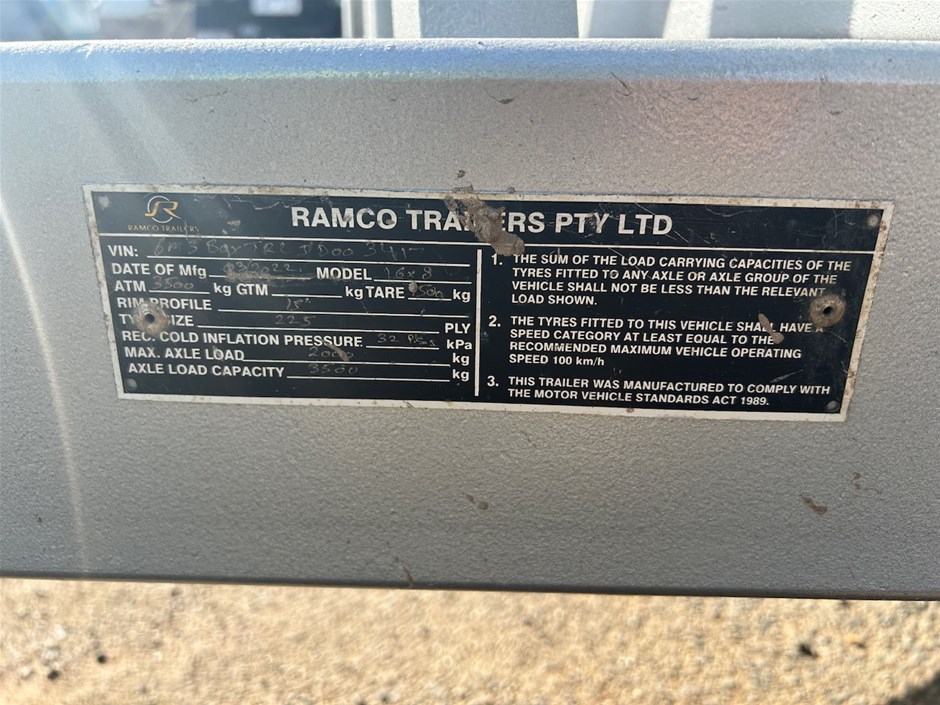 RAMCO TRAILERS
RAMCO TRAILERS PTY LTD
VIN:
DATE OF Mfg MODEL 16x8
ATM 3500 kg GTM kg TARE kg
RIM PROFILE 15"
TYRE SIZE 225 PLY
REC. COLD INFLATION PRESSURE 32 kPa
MAX. AXLE LOAD 2000 kg
AXLE LOAD CAPACITY 3500 kg
1. THE SUM OF THE LOAD CARRYING CAPACITIES OF THE
TYRES FITTED TO ANY AXLE OR AXLE GROUP OF THE
VEHICLE SHALL NOT BE LESS THAN THE RELEVANT
LOAD SHOWN.
2. THE TYRES FITTED TO THIS VEHICLE SHALL HAVE A
SPEED CATEGORY AT LEAST EQUAL TO THE
RECOMMENDED MAXIMUM VEHICLE OPERATING
SPEED 100 km/h
3. THIS TRAILER WAS MANUFACTURED TO COMPLY WITH
THE MOTOR VEHICLE STANDARDS ACT 1989.